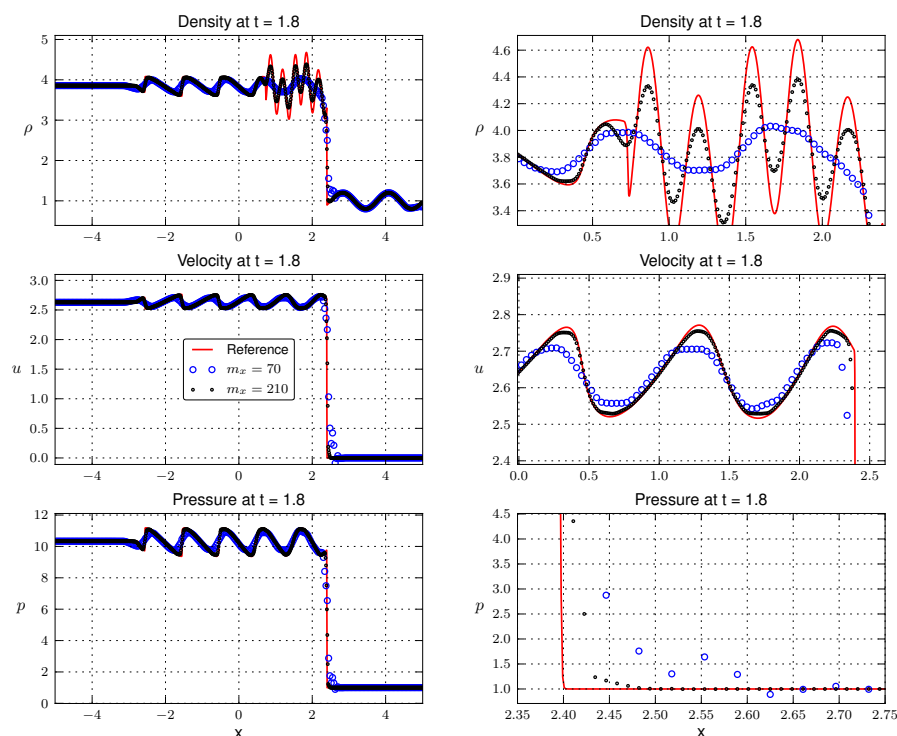 Density at t = 1.8
5
4
3
2
1
ρ
−4 −2 0 2 4
Density at t = 1.8
4.6
4.4
4.2
4.0
3.8
3.6
3.4
ρ
0.5 1.0 1.5 2.0
Velocity at t = 1.8
3.0
2.5
2.0
1.5
1.0
0.5
0.0
u
Reference
m_x = 70
m_x = 210
−4 −2 0 2 4
Velocity at t = 1.8
2.9
2.8
2.7
2.6
2.5
2.4
u
0.0 0.5 1.0 1.5 2.0 2.5
Pressure at t = 1.8
12
10
8
6
4
2
0
p
−4 −2 0 2 4
x
Pressure at t = 1.8
4.5
4.0
3.5
3.0
2.5
2.0
1.5
1.0
p
2.35 2.40 2.45 2.50 2.55 2.60 2.65 2.70 2.75
x